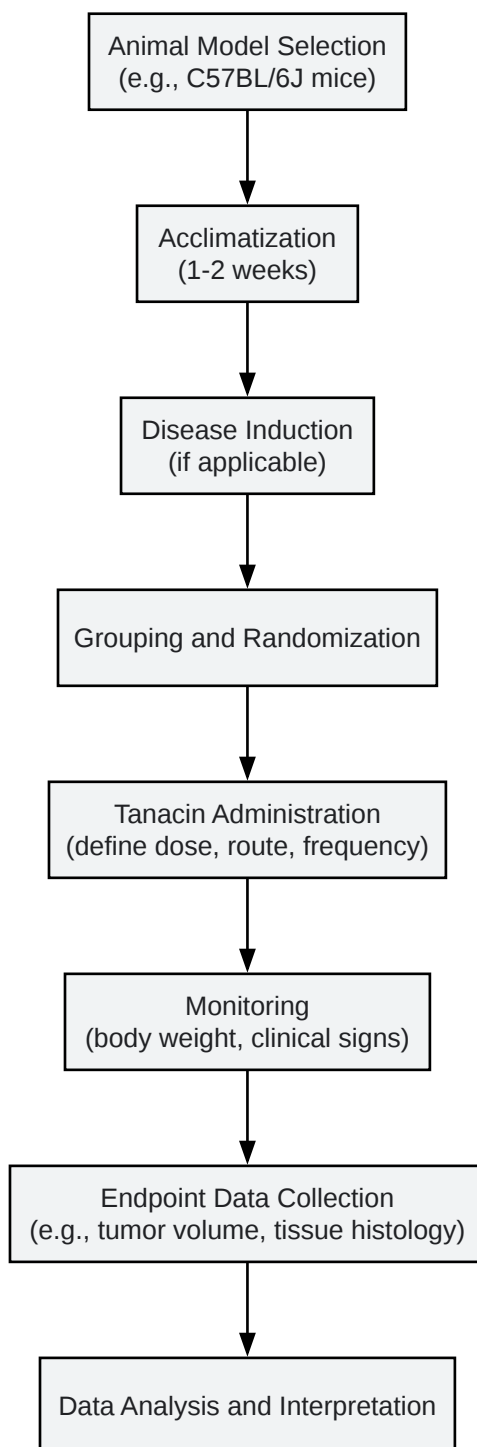 Animal Model Selection
(e.g., C57BL/6J mice)
Acclimatization
(1-2 weeks)
Disease Induction
(if applicable)
Grouping and Randomization
Tanacin Administration
(define dose, route, frequency)
Monitoring
(body weight, clinical signs)
Endpoint Data Collection
(e.g., tumor volume, tissue histology)
Data Analysis and Interpretation